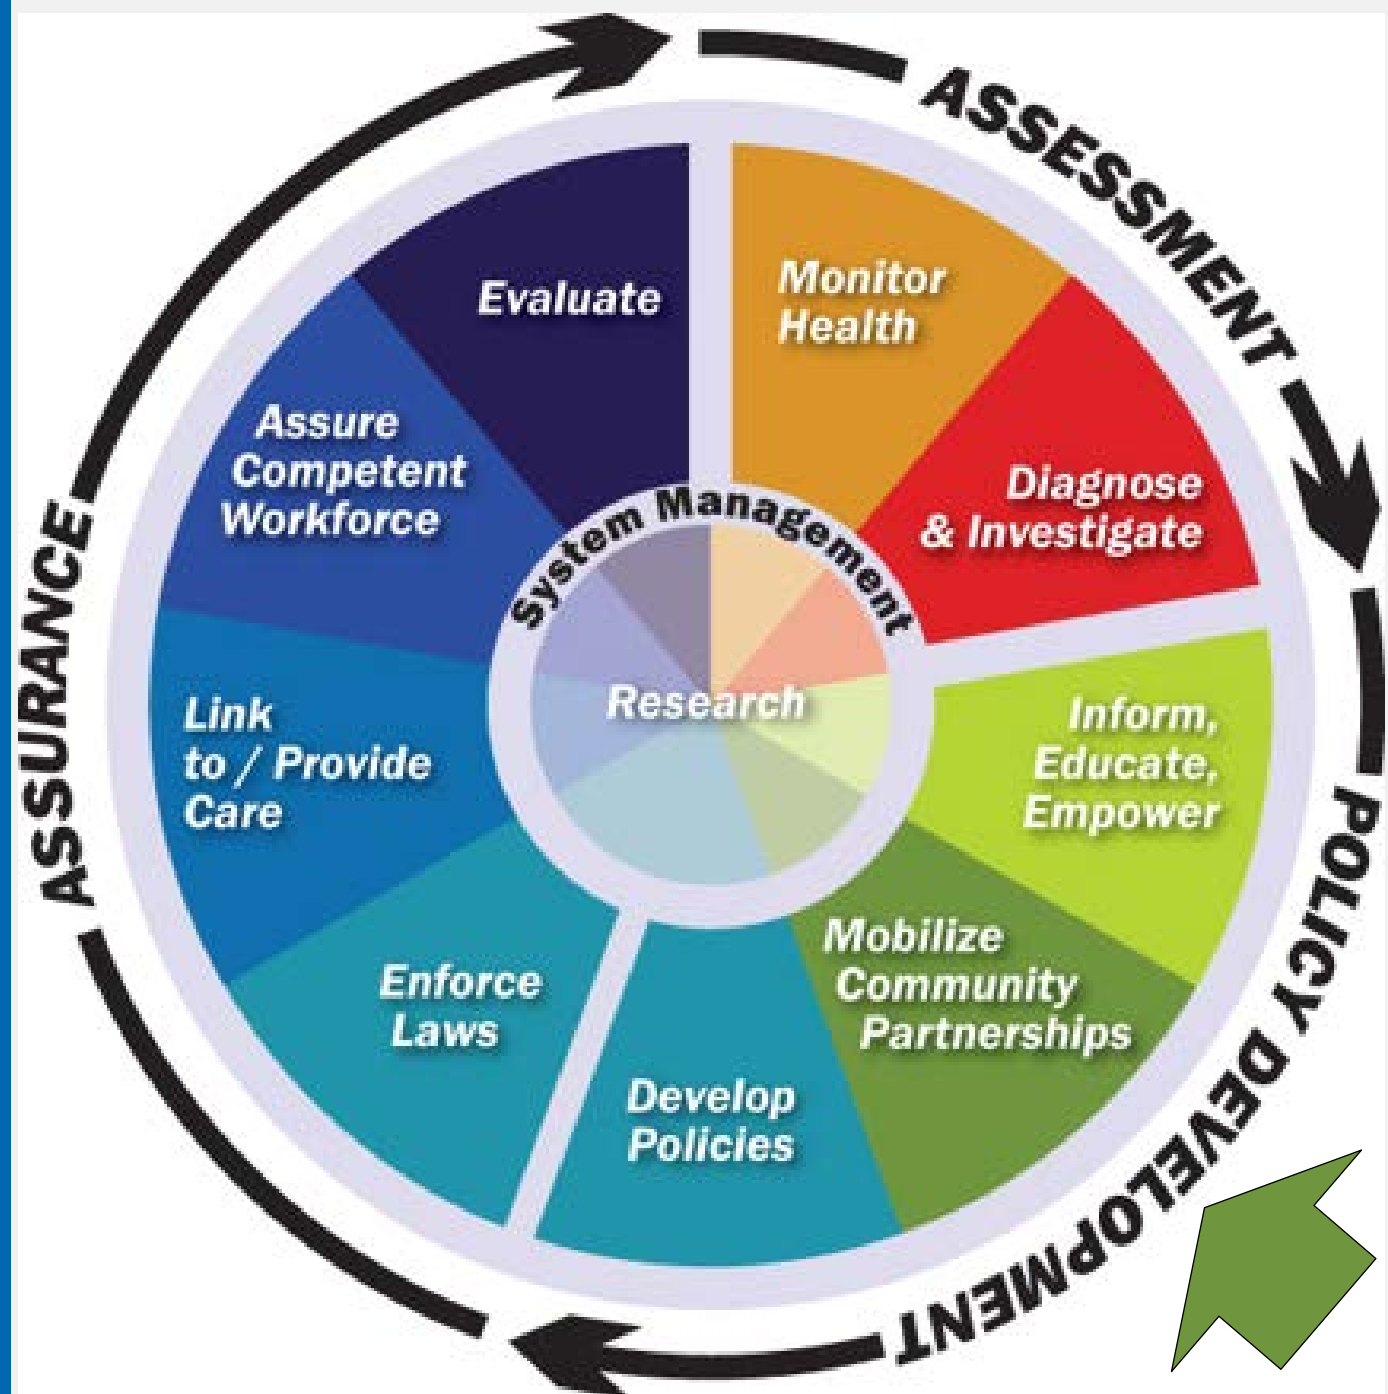 ASSESSMENT
POLICY DEVELOPMENT
ASSURANCE
Monitor
Health
Diagnose
& Investigate
Inform,
Educate,
Empower
Mobilize
Community
Partnerships
Develop
Policies
Enforce
Laws
Link
to / Provide
Care
Assure
Competent
Workforce
Evaluate
System Management
Research